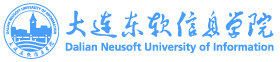 大连东软信息学院
Dalian Neusoft University of Information